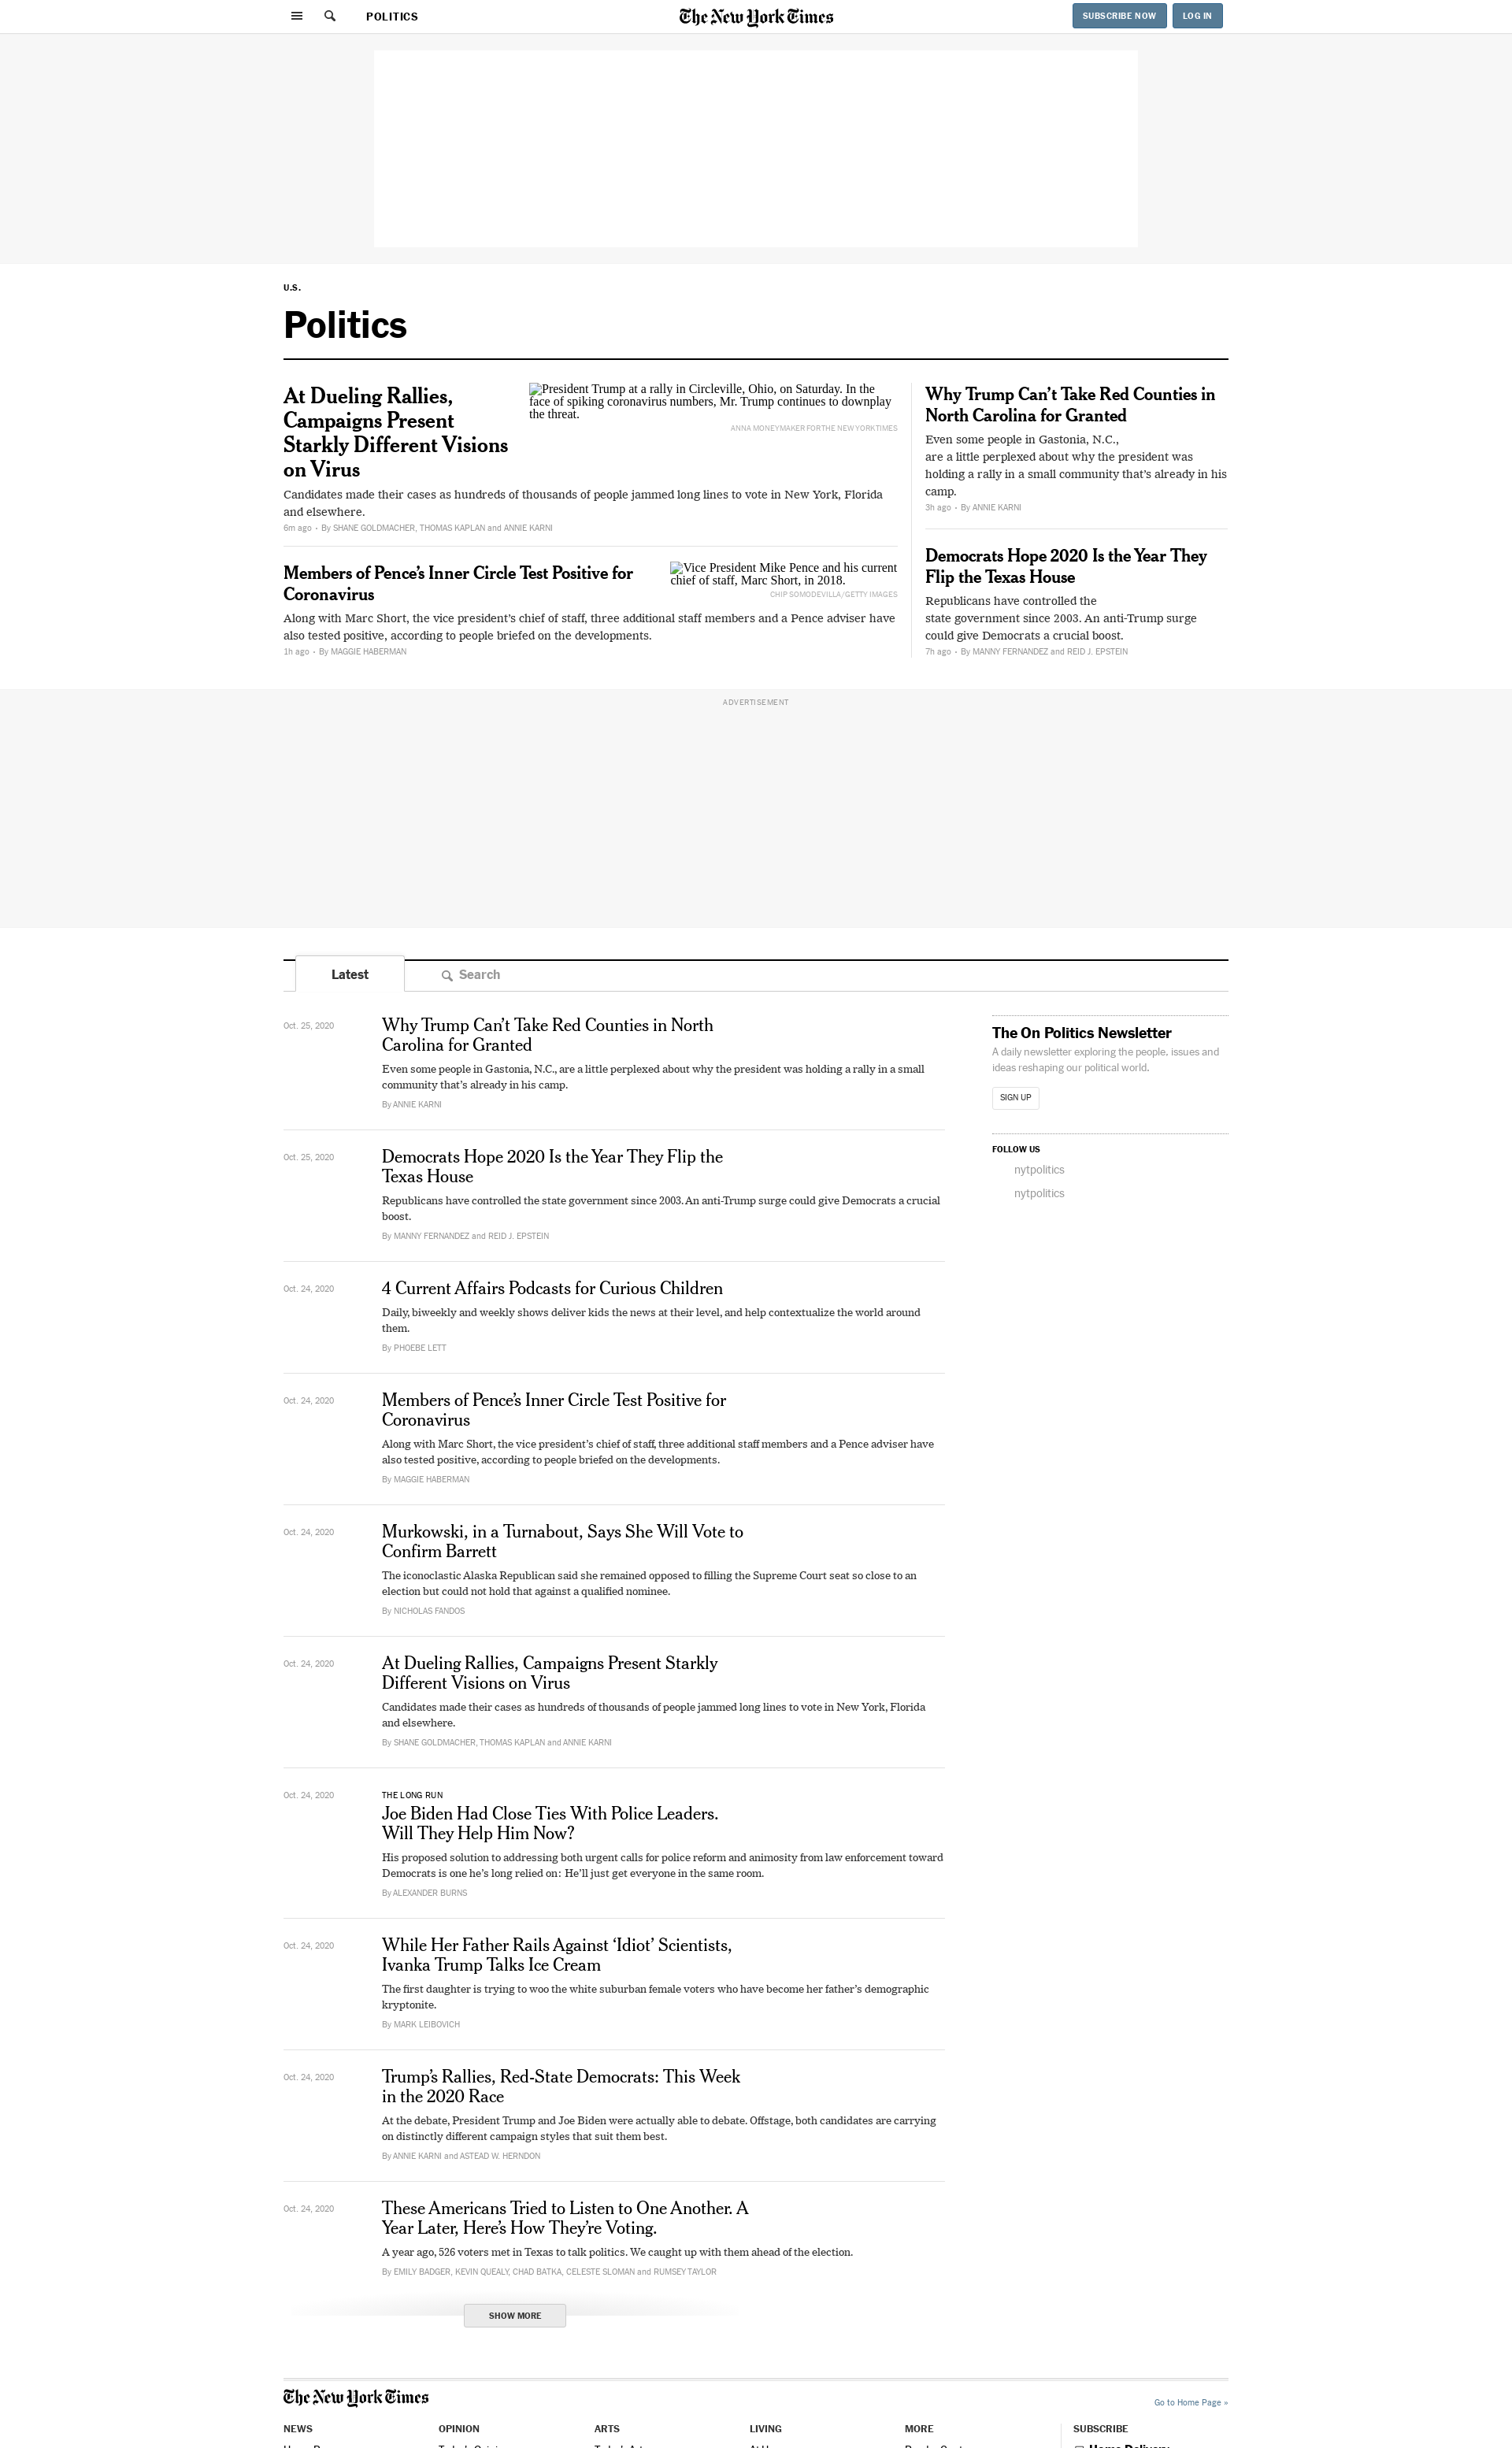 POLITICS
The New York Times
SUBSCRIBE NOW
LOG IN
U.S.
Politics
At Dueling Rallies,
Campaigns Present
Starkly Different Visions
on Virus
President Trump at a rally in Circleville, Ohio, on Saturday. In the
face of spiking coronavirus numbers, Mr. Trump continues to downplay
the threat.
ANNA MONEYMAKER FOR THE NEW YORK TIMES
Candidates made their cases as hundreds of thousands of people jammed long lines to vote in New York, Florida
and elsewhere.
6m ago • By SHANE GOLDMACHER, THOMAS KAPLAN and ANNIE KARNI
Members of Pence’s Inner Circle Test Positive for
Coronavirus
Vice President Mike Pence and his current
chief of staff, Marc Short, in 2018.
CHIP SOMODEVILLA/GETTY IMAGES
Along with Marc Short, the vice president’s chief of staff, three additional staff members and a Pence adviser have
also tested positive, according to people briefed on the developments.
1h ago • By MAGGIE HABERMAN
Why Trump Can’t Take Red Counties in
North Carolina for Granted
Even some people in Gastonia, N.C.,
are a little perplexed about why the president was
holding a rally in a small community that’s already in his
camp.
3h ago • By ANNIE KARNI
Democrats Hope 2020 Is the Year They
Flip the Texas House
Republicans have controlled the
state government since 2003. An anti-Trump surge
could give Democrats a crucial boost.
7h ago • By MANNY FERNANDEZ and REID J. EPSTEIN
ADVERTISEMENT
Latest
Search
Oct. 25, 2020
Why Trump Can’t Take Red Counties in North
Carolina for Granted
Even some people in Gastonia, N.C., are a little perplexed about why the president was holding a rally in a small
community that’s already in his camp.
By ANNIE KARNI
Oct. 25, 2020
Democrats Hope 2020 Is the Year They Flip the
Texas House
Republicans have controlled the state government since 2003. An anti-Trump surge could give Democrats a crucial
boost.
By MANNY FERNANDEZ and REID J. EPSTEIN
Oct. 24, 2020
4 Current Affairs Podcasts for Curious Children
Daily, biweekly and weekly shows deliver kids the news at their level, and help contextualize the world around
them.
By PHOEBE LETT
Oct. 24, 2020
Members of Pence’s Inner Circle Test Positive for
Coronavirus
Along with Marc Short, the vice president’s chief of staff, three additional staff members and a Pence adviser have
also tested positive, according to people briefed on the developments.
By MAGGIE HABERMAN
Oct. 24, 2020
Murkowski, in a Turnabout, Says She Will Vote to
Confirm Barrett
The iconoclastic Alaska Republican said she remained opposed to filling the Supreme Court seat so close to an
election but could not hold that against a qualified nominee.
By NICHOLAS FANDOS
Oct. 24, 2020
At Dueling Rallies, Campaigns Present Starkly
Different Visions on Virus
Candidates made their cases as hundreds of thousands of people jammed long lines to vote in New York, Florida
and elsewhere.
By SHANE GOLDMACHER, THOMAS KAPLAN and ANNIE KARNI
Oct. 24, 2020
THE LONG RUN
Joe Biden Had Close Ties With Police Leaders.
Will They Help Him Now?
His proposed solution to addressing both urgent calls for police reform and animosity from law enforcement toward
Democrats is one he’s long relied on: He’ll just get everyone in the same room.
By ALEXANDER BURNS
Oct. 24, 2020
While Her Father Rails Against ‘Idiot’ Scientists,
Ivanka Trump Talks Ice Cream
The first daughter is trying to woo the white suburban female voters who have become her father’s demographic
kryptonite.
By MARK LEIBOVICH
Oct. 24, 2020
Trump’s Rallies, Red-State Democrats: This Week
in the 2020 Race
At the debate, President Trump and Joe Biden were actually able to debate. Offstage, both candidates are carrying
on distinctly different campaign styles that suit them best.
By ANNIE KARNI and ASTEAD W. HERNDON
Oct. 24, 2020
These Americans Tried to Listen to One Another. A
Year Later, Here’s How They’re Voting.
A year ago, 526 voters met in Texas to talk politics. We caught up with them ahead of the election.
By EMILY BADGER, KEVIN QUEALY, CHAD BATKA, CELESTE SLOMAN and RUMSEY TAYLOR
SHOW MORE
The On Politics Newsletter
A daily newsletter exploring the people, issues and
ideas reshaping our political world.
SIGN UP
FOLLOW US
nytpolitics
nytpolitics
The New York Times
Go to Home Page »
NEWS
OPINION
ARTS
LIVING
MORE
SUBSCRIBE
Home Delivery